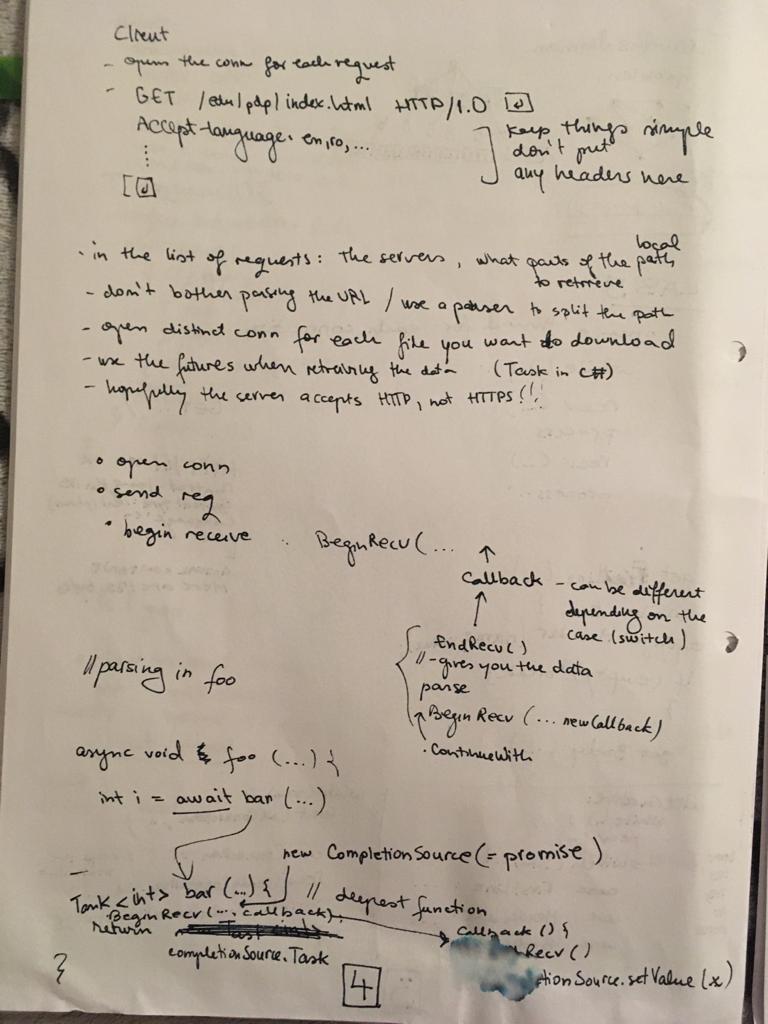 Client
- opens the conn for each request
- GET /edu/pdp/index.html HTTP/1.0 [↵]
Accept-language: en,ro,...
⋮
[[↵]
keep things simple
don't put
any headers here
- in the list of requests: the servers, what parts of the local path
to retrieve
- don't bother parsing the URL / use a parser to split the path
- open distinct conn for each file you want to download
- use the futures when retrieving the data (Task in C#)
- hopefully the server accepts HTTP, not HTTPS!!!
• open conn
• send req
• begin receive BeginRecv(...
↑
Callback - can be different
depending on the
case (switch)
↑
EndRecv()
// - gives you the data
parse
BeginRecv (... newCallback)
• ContinueWith
// parsing in foo
async void foo (...) {
int i = await bar (...)
new CompletionSource (= promise)
Task <int> bar (...) { // deepest function
BeginRecv (... callback);
return
completionSource.Task
}
Callback () {
Recv ()
tionSource.setValue (x)
4